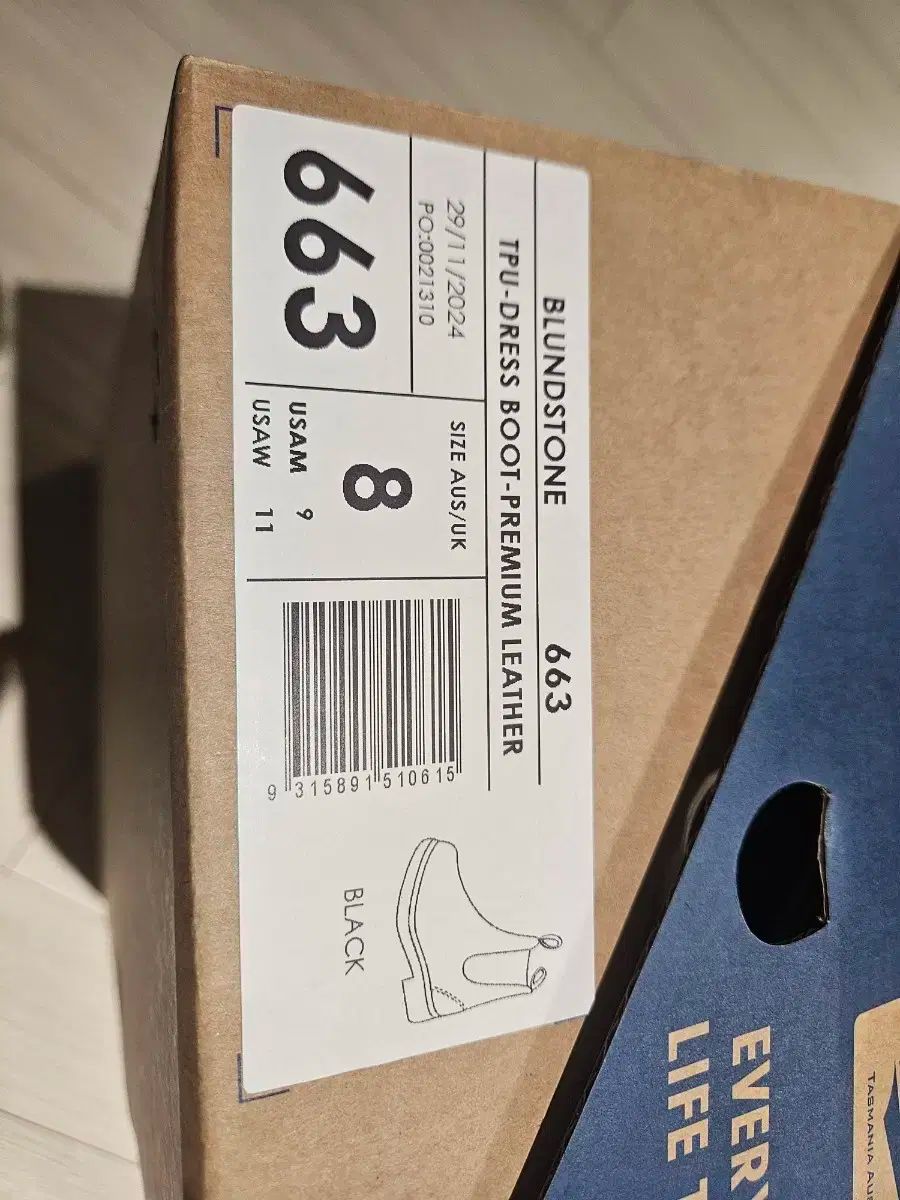 BLUNDSTONE 663
TPU-DRESS BOOT-PREMIUM LEATHER
29/11/2024
PO:0021310
663
SIZE AUS/UK
8
USAM 9
USAW 11
9 315891 510615
BLACK
EVERY
LIFE
TASMANIA